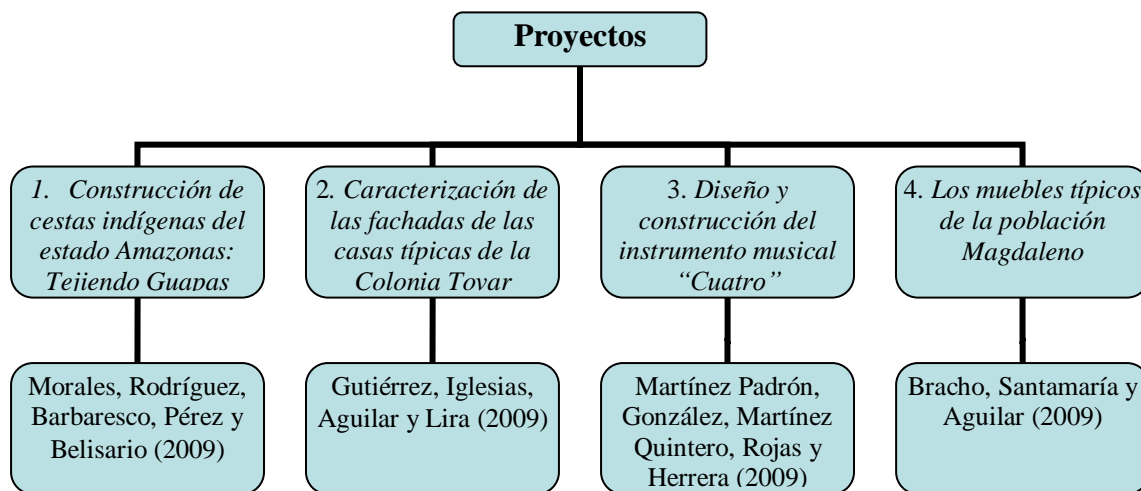 Proyectos
1. Construcción de
cestas indígenas del
estado Amazonas:
Tejiendo Guapas
2. Caracterización de
las fachadas de las
casas típicas de la
Colonia Tovar
3. Diseño y
construcción del
instrumento musical
“Cuatro”
4. Los muebles típicos
de la población
Magdaleno
Morales, Rodríguez,
Barbaresco, Pérez y
Belisario (2009)
Gutiérrez, Iglesias,
Aguilar y Lira (2009)
Martínez Padrón,
González, Martínez
Quintero, Rojas y
Herrera (2009)
Bracho, Santamaría y
Aguilar (2009)